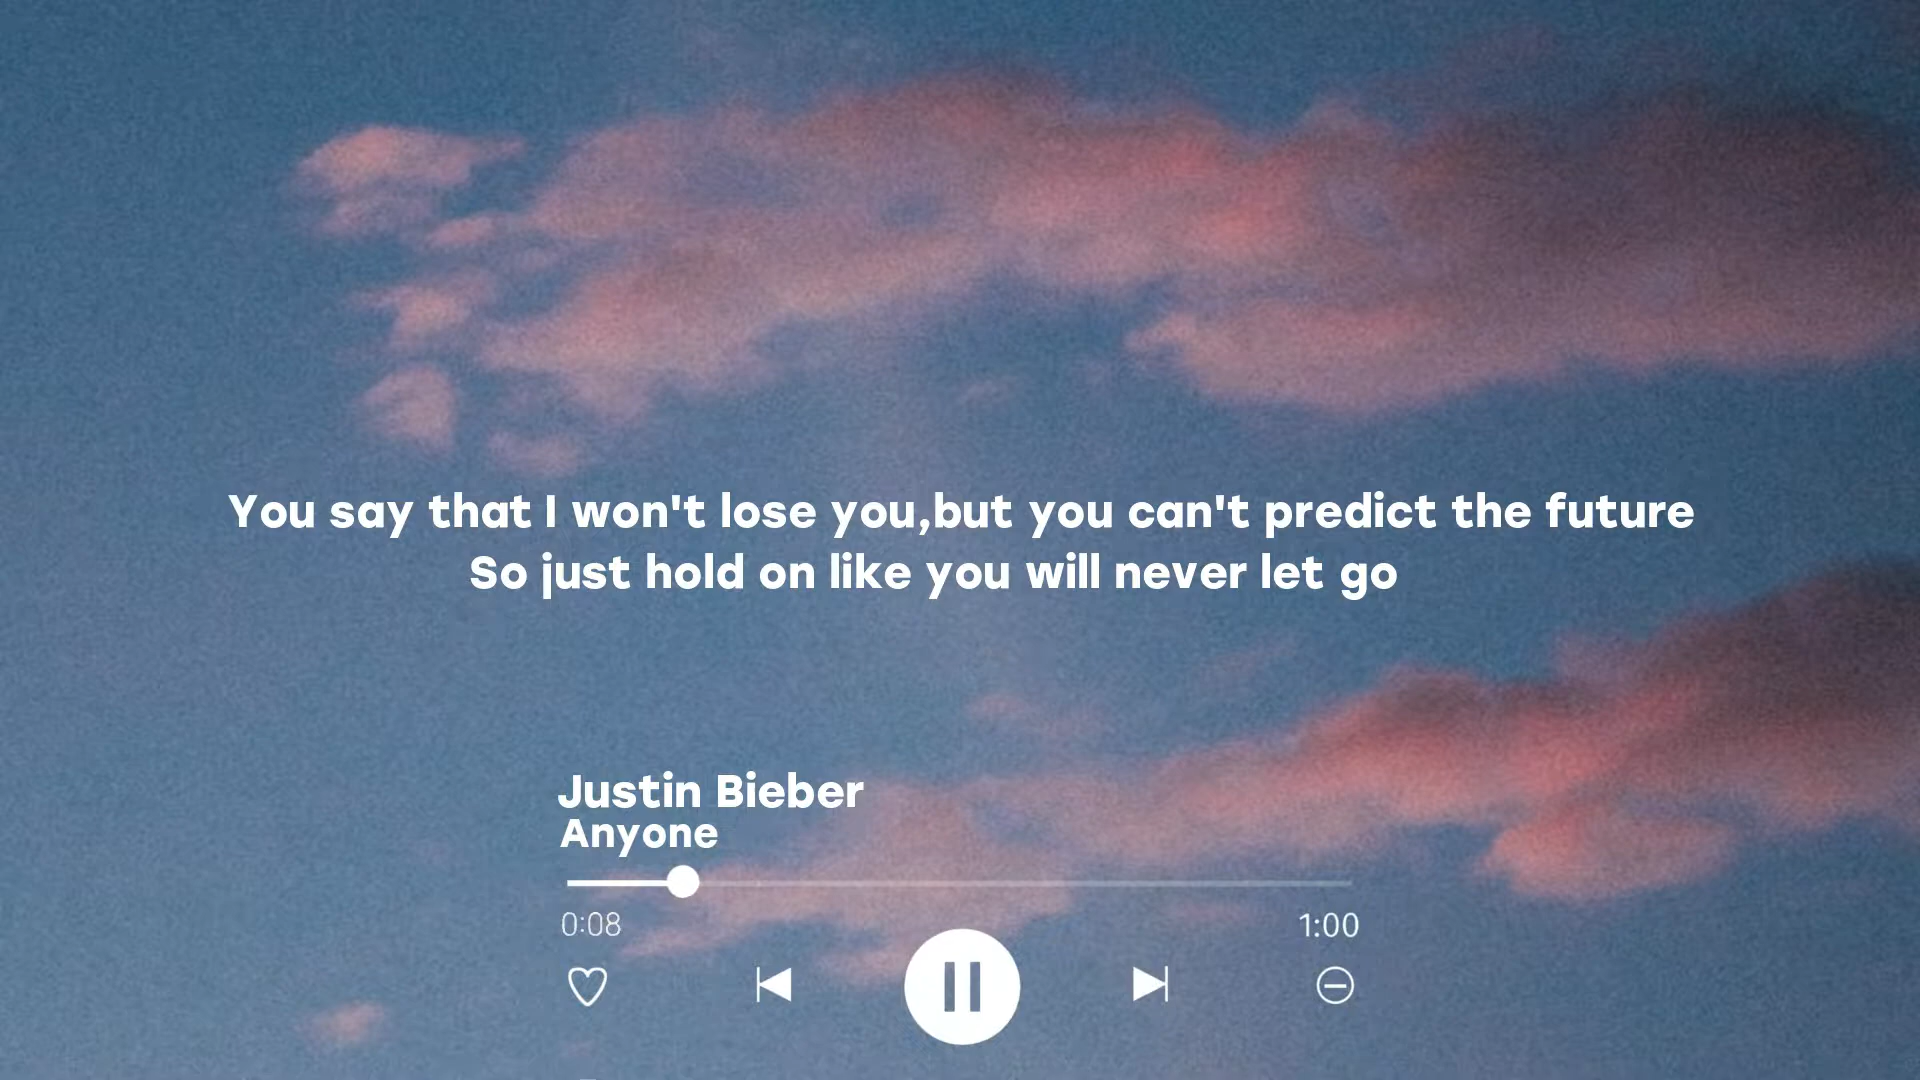 You say that I won't lose you,but you can't predict the future
So just hold on like you will never let go
Justin Bieber
Anyone
0:08
1:00